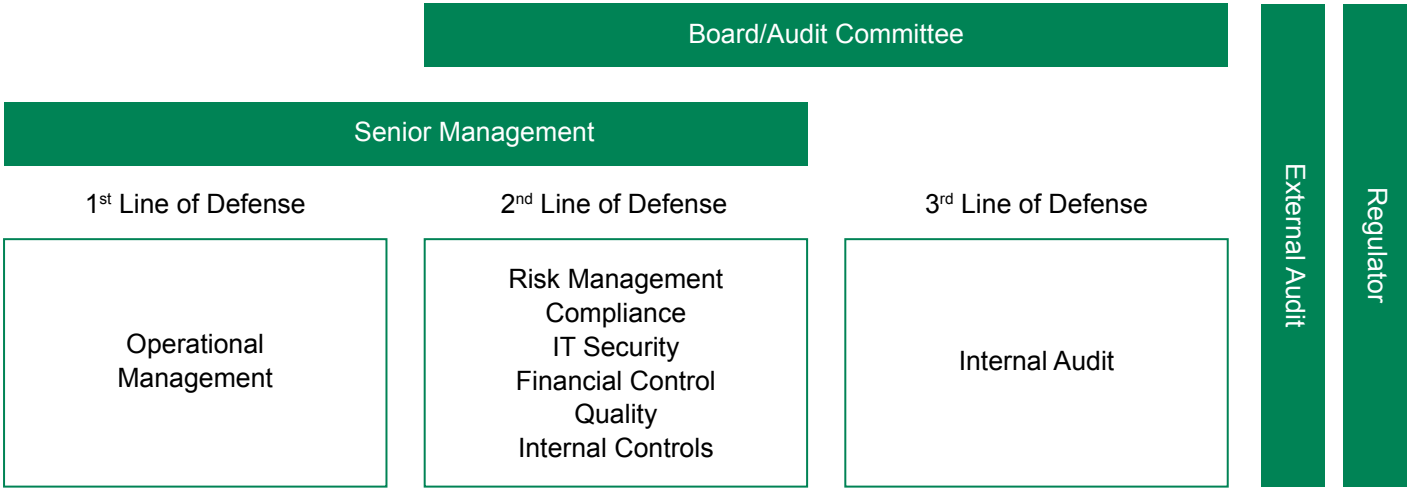 Board/Audit Committee
Senior Management
1st Line of Defense
2nd Line of Defense
3rd Line of Defense
Operational
Management
Risk Management
Compliance
IT Security
Financial Control
Quality
Internal Controls
Internal Audit
External Audit
Regulator